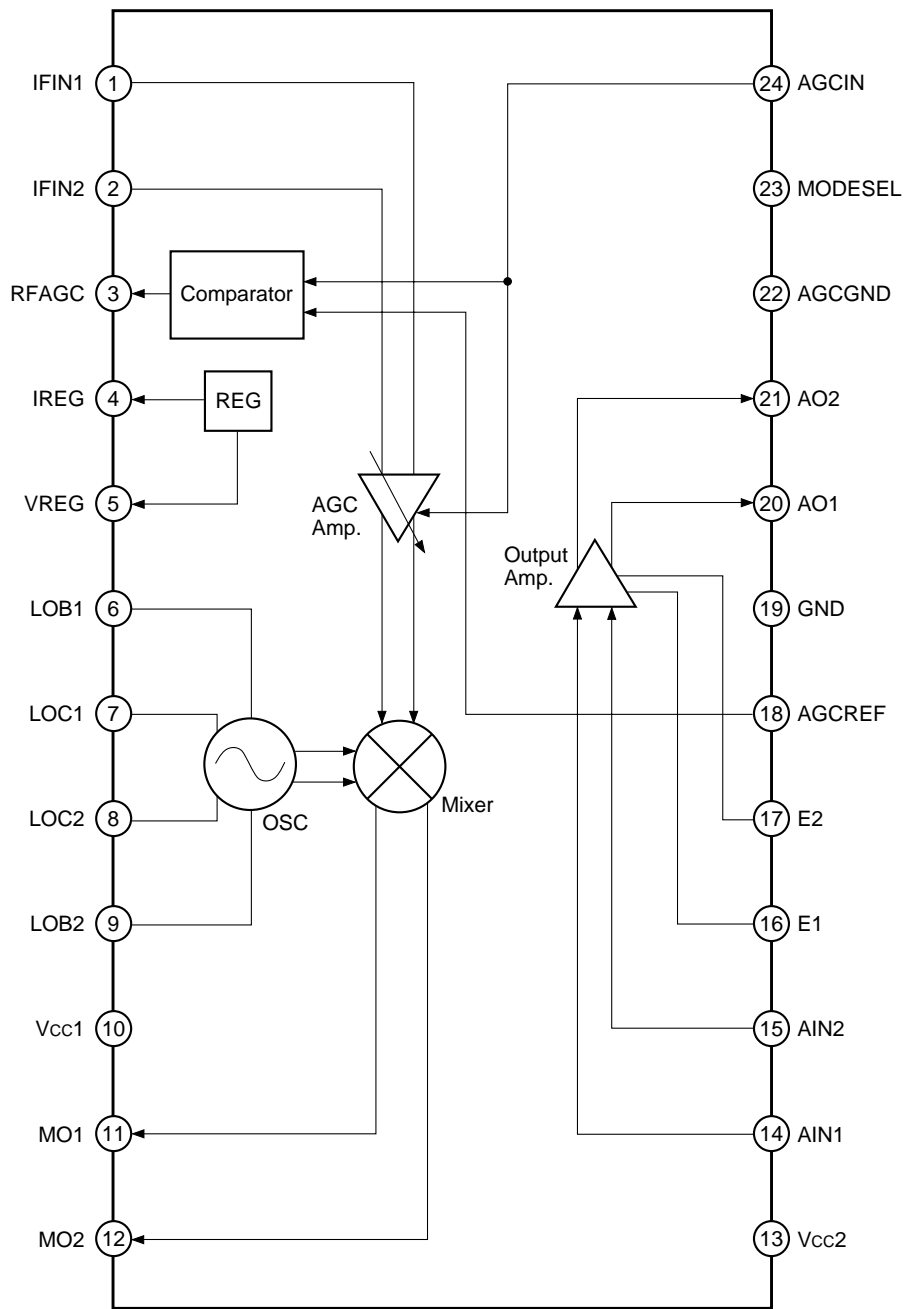 IFIN1 1
24 AGCIN
IFIN2 2
23 MODESEL
RFAGC 3
Comparator
22 AGCGND
IREG 4
REG
21 AO2
VREG 5
AGC
Amp.
20 AO1
Output
Amp.
LOB1 6
19 GND
LOC1 7
18 AGCREF
LOC2 8
OSC
Mixer
17 E2
LOB2 9
16 E1
Vcc1 10
15 AIN2
MO1 11
14 AIN1
MO2 12
13 Vcc2